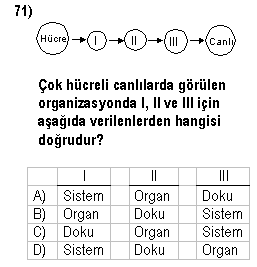 71)
Hücre I II III Canlı
Çok hücreli canlılarda görülen
organizasyonda I, II ve III için
aşağıda verilenlerden hangisi
doğrudur?
I II III
A) Sistem Organ Doku
B) Organ Doku Sistem
C) Doku Organ Sistem
D) Sistem Doku Organ